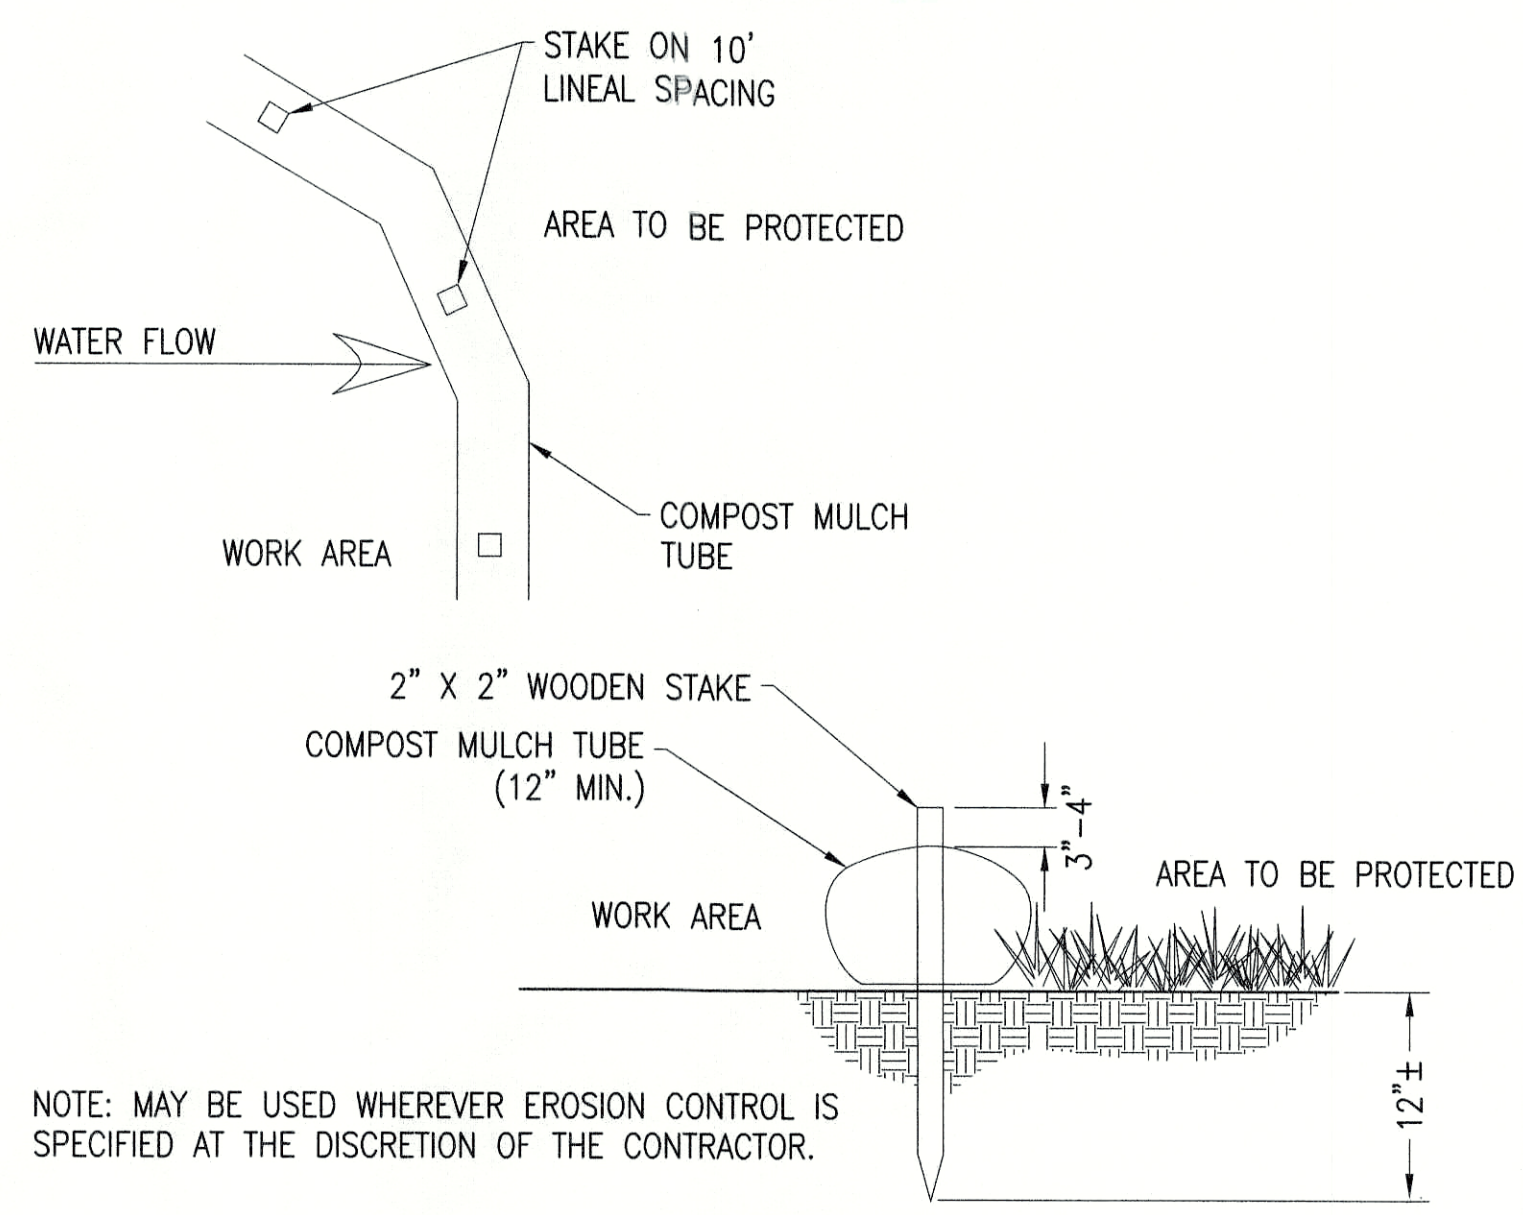 STAKE ON 10'
LINEAL SPACING
AREA TO BE PROTECTED
WATER FLOW
COMPOST MULCH
TUBE
WORK AREA
2" X 2" WOODEN STAKE
COMPOST MULCH TUBE
(12" MIN.)
3"-4"
AREA TO BE PROTECTED
WORK AREA
12"±
NOTE: MAY BE USED WHEREVER EROSION CONTROL IS
SPECIFIED AT THE DISCRETION OF THE CONTRACTOR.